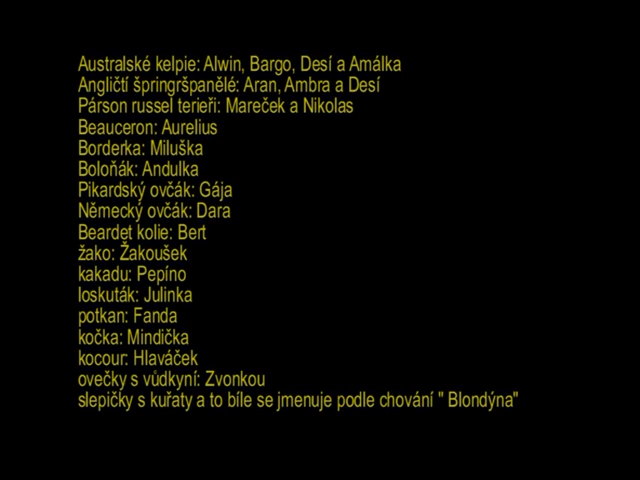 Australské kelpie: Alwin, Bargo, Desí a Amálka
Angličtí špringršpanělé: Aran, Ambra a Desí
Párson russel terieři: Mareček a Nikolas
Beauceron: Aurelius
Borderka: Miluška
Boloňák: Andulka
Pikardský ovčák: Gája
Německý ovčák: Dara
Beardet kolie: Bert
žako: Žakoušek
kakadu: Pepíno
loskuták: Julinka
potkan: Fanda
kočka: Mindička
kocour: Hlaváček
ovečky s vůdkyní: Zvonkou
slepičky s kuřaty a to bíle se jmenuje podle chování " Blondýna"